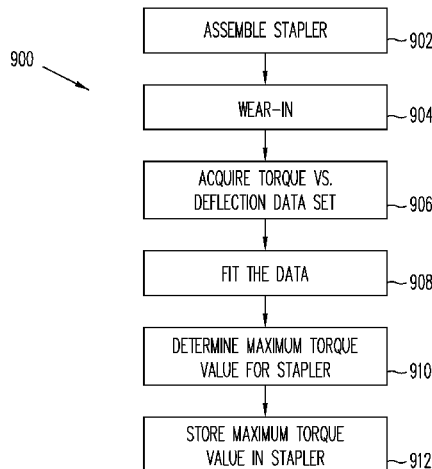 900
ASSEMBLE STAPLER
902
WEAR-IN
904
ACQUIRE TORQUE VS.
DEFLECTION DATA SET
906
FIT THE DATA
908
DETERMINE MAXIMUM TORQUE
VALUE FOR STAPLER
910
STORE MAXIMUM TORQUE
VALUE IN STAPLER
912